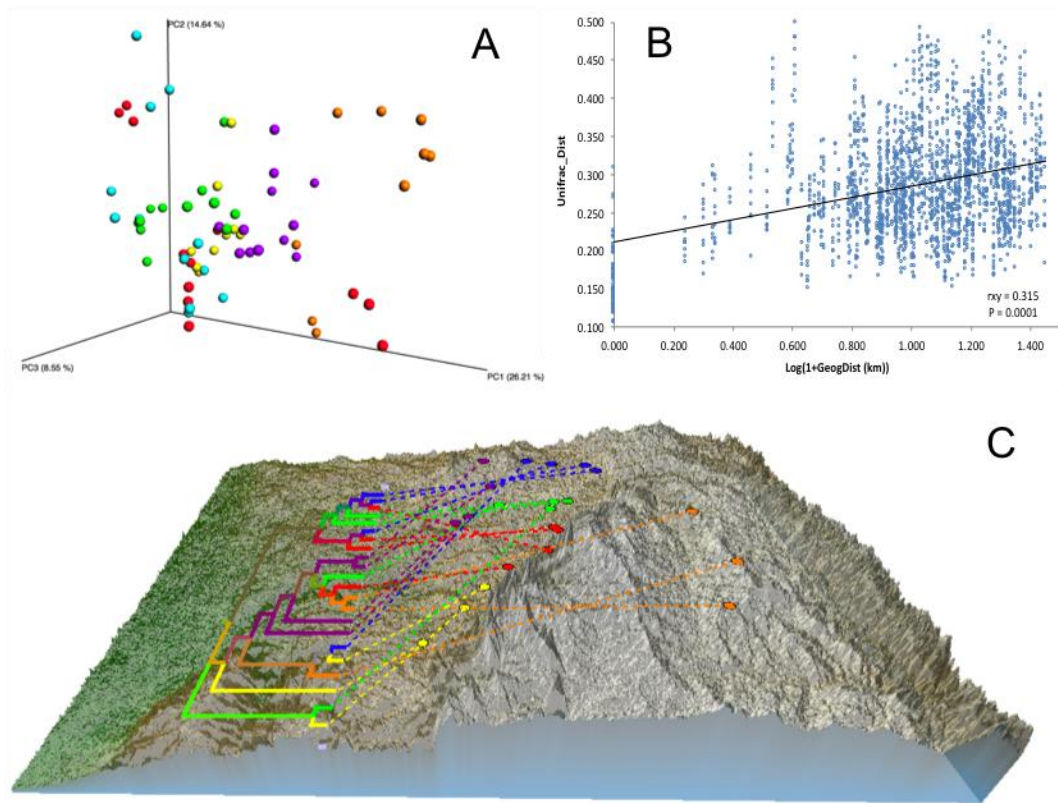 A
PC2 (14.64 %)
PC3 (8.55 %)
PC1 (26.21 %)
B
0.500
0.450
0.400
0.350
0.300
0.250
0.200
0.150
0.100
Unifrac_Dist
rxy = 0.315
P = 0.0001
0.000 0.200 0.400 0.600 0.800 1.000 1.200 1.400
Log(1+GeogDist (km))
C